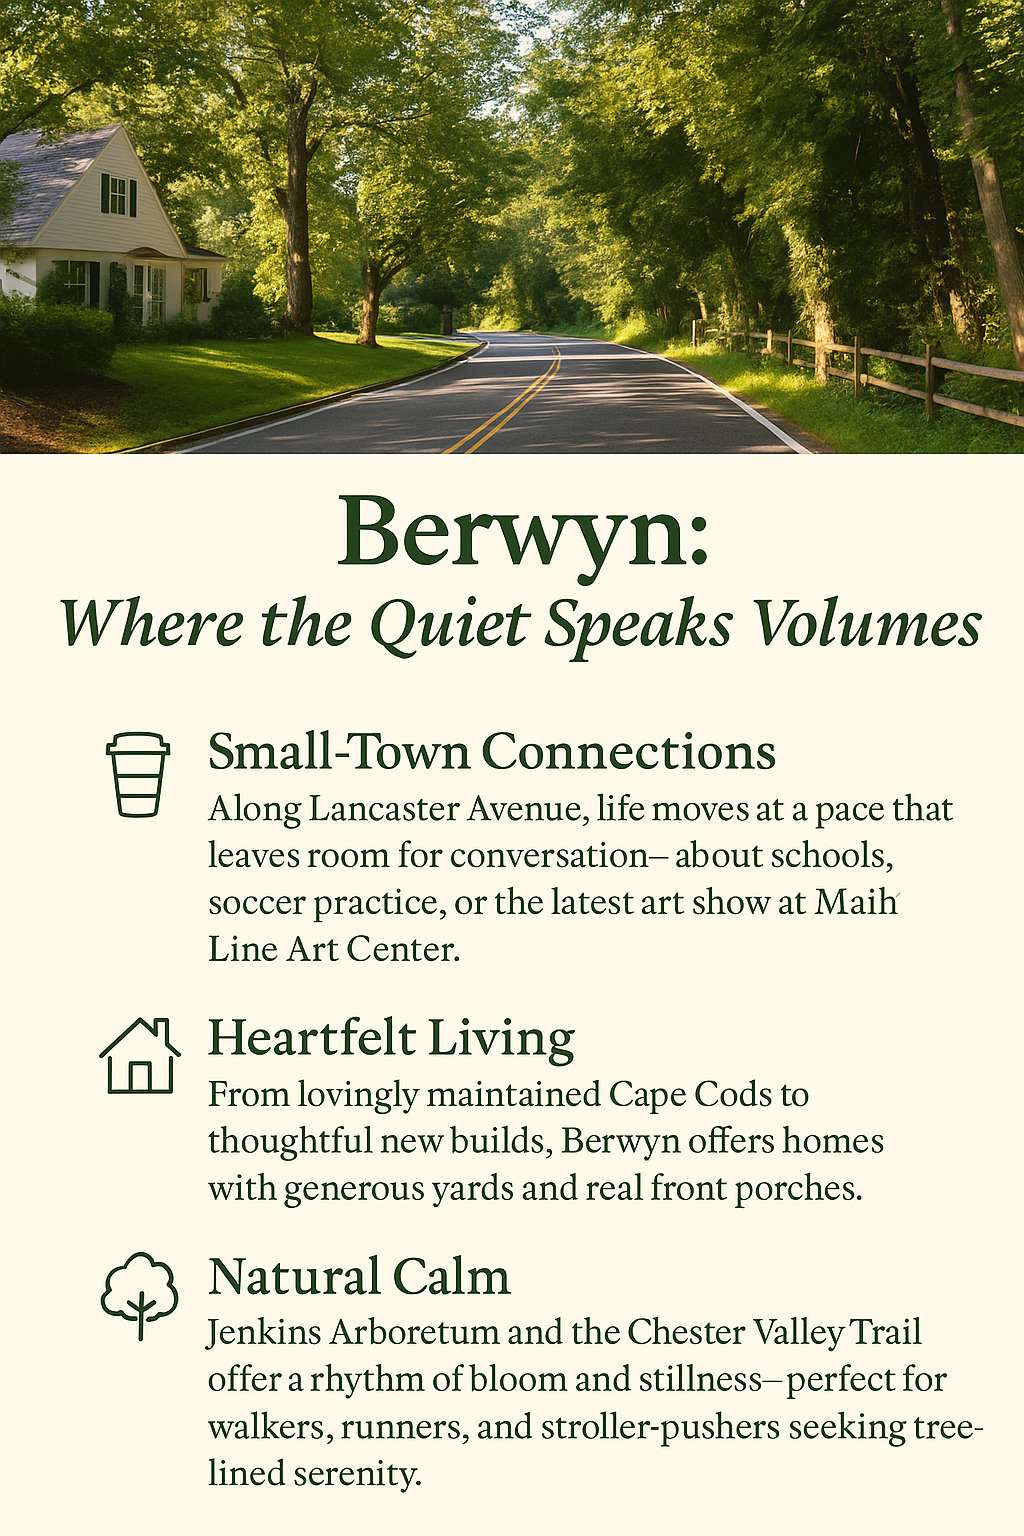 Berwyn:
Where the Quiet Speaks Volumes
Small-Town Connections
Along Lancaster Avenue, life moves at a pace that
leaves room for conversation– about schools,
soccer practice, or the latest art show at Maih
Line Art Center.
Heartfelt Living
From lovingly maintained Cape Cods to
thoughtful new builds, Berwyn offers homes
with generous yards and real front porches.
Natural Calm
Jenkins Arboretum and the Chester Valley Trail
offer a rhythm of bloom and stillness—perfect for
walkers, runners, and stroller-pushers seeking tree-
lined serenity.